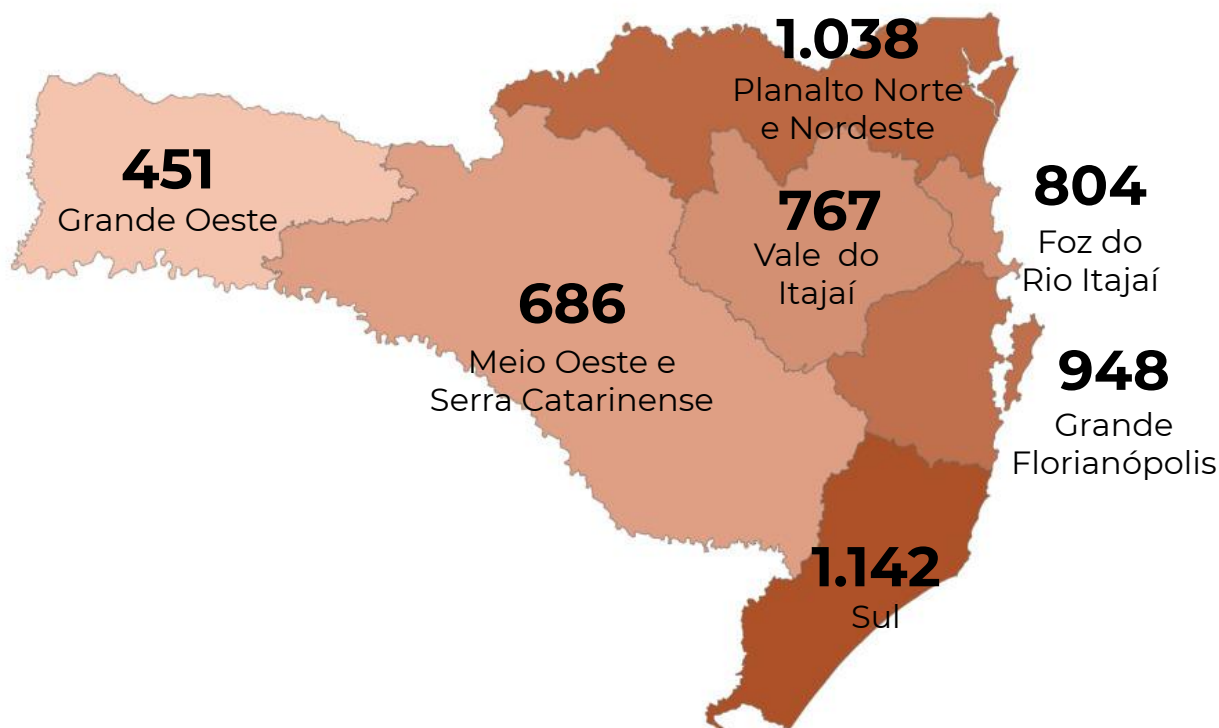 1.038
Planalto Norte
e Nordeste
451
Grande Oeste
804
Foz do
Rio Itajaí
767
Vale do
Itajaí
686
Meio Oeste e
Serra Catarinense
948
Grande
Florianópolis
1.142
Sul